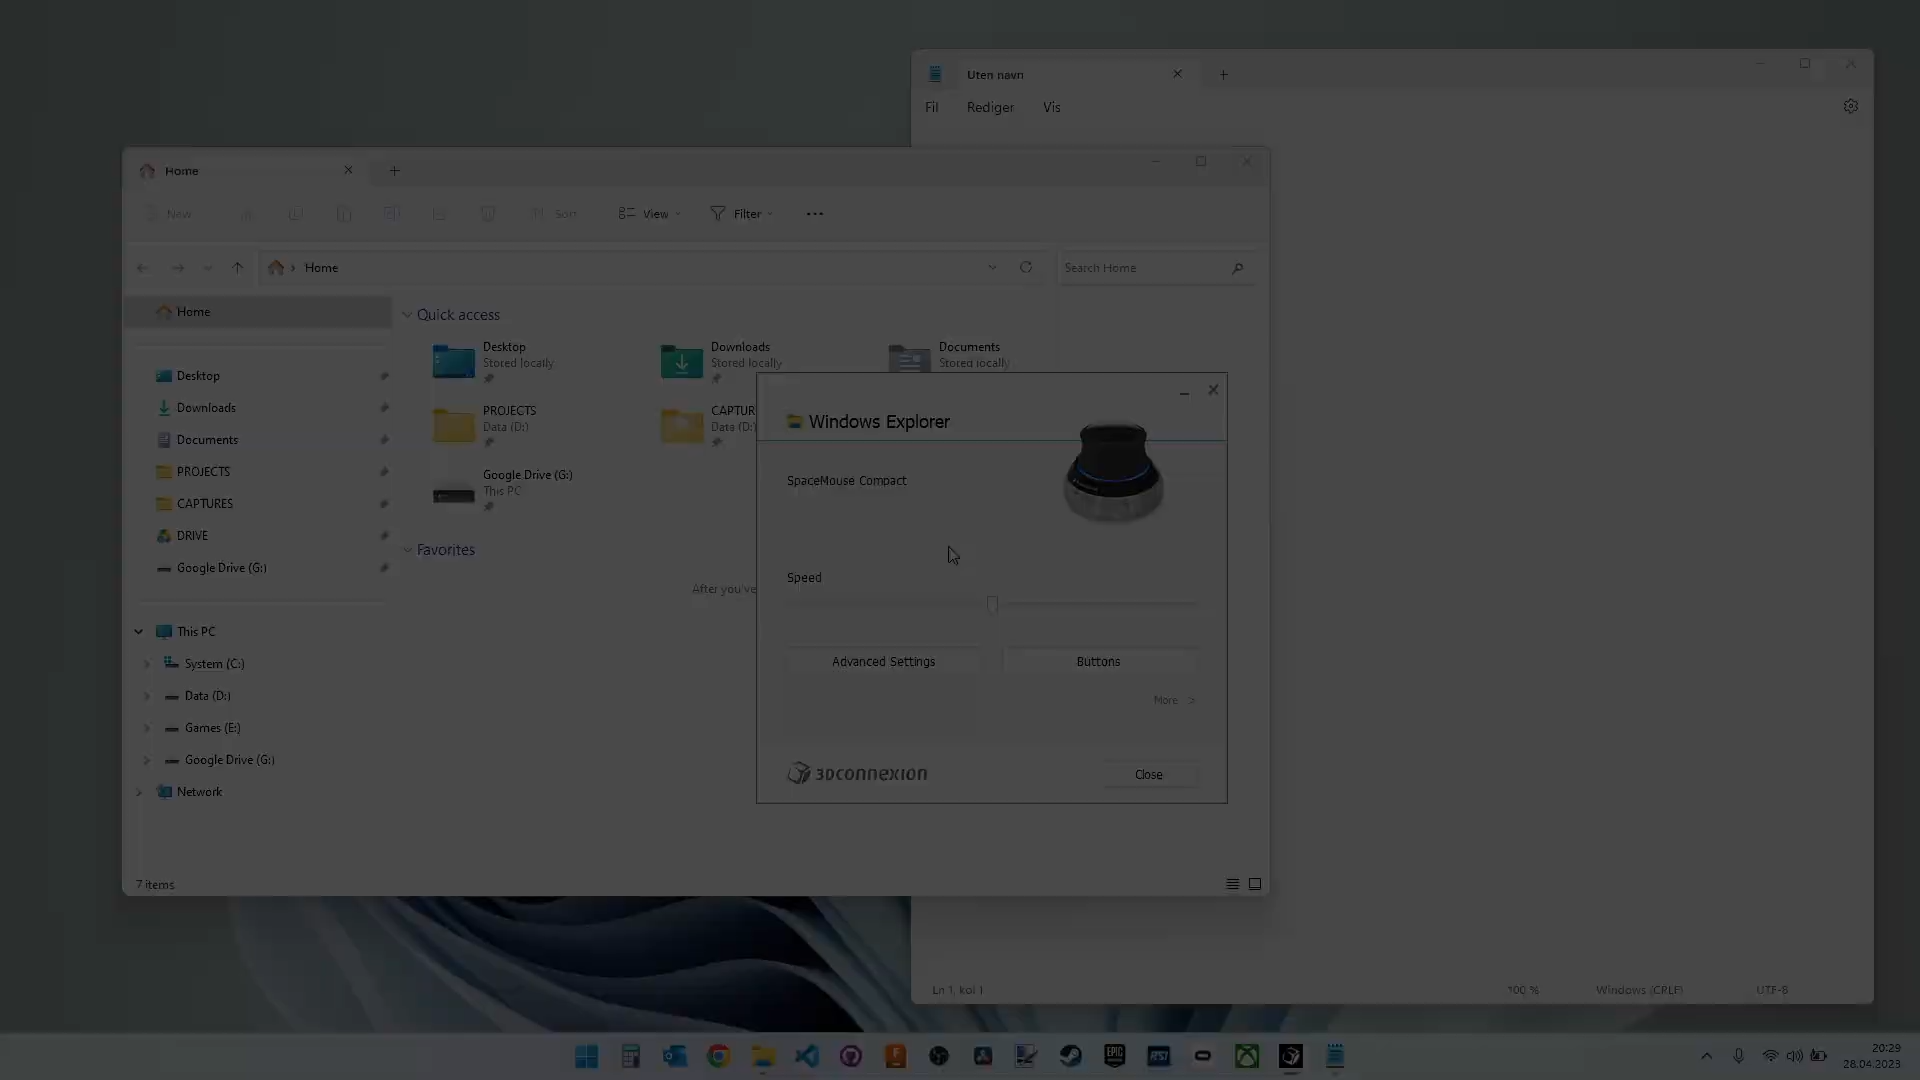 Uten navn
Fil Rediger Vis
Home
New Sort View Filter
Home
Search Home
Home
Desktop
Downloads
Documents
PROJECTS
CAPTURES
DRIVE
Google Drive (G:)
This PC
System (C:)
Data (D:)
Games (E:)
Google Drive (G:)
Network
7 items
Quick access
Desktop
Stored locally
Downloads
Stored locally
Documents
Stored locally
PROJECTS
Data (D:)
CAPTUR
Data (D:)
Google Drive (G:)
This PC
Favorites
After you've
Windows Explorer
SpaceMouse Compact
Speed
Advanced Settings Buttons
More >
3Dconnexion
Close
Ln 1, kol 1 100 % Windows (CRLF) UTF-8
EPIC
RSI
20:29
28.04.2023